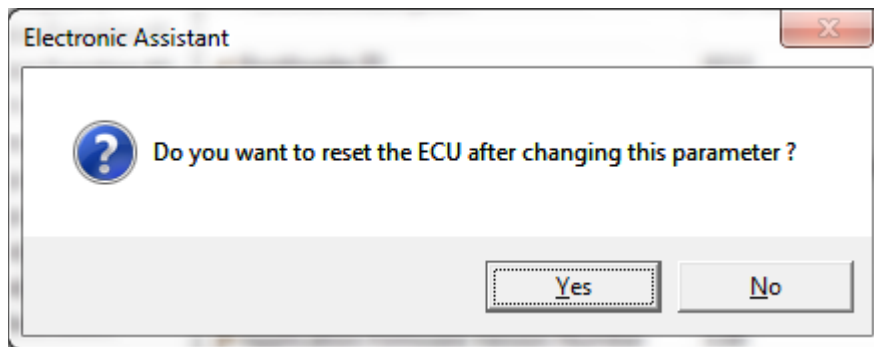 Electronic Assistant
Do you want to reset the ECU after changing this parameter ?
Yes
No